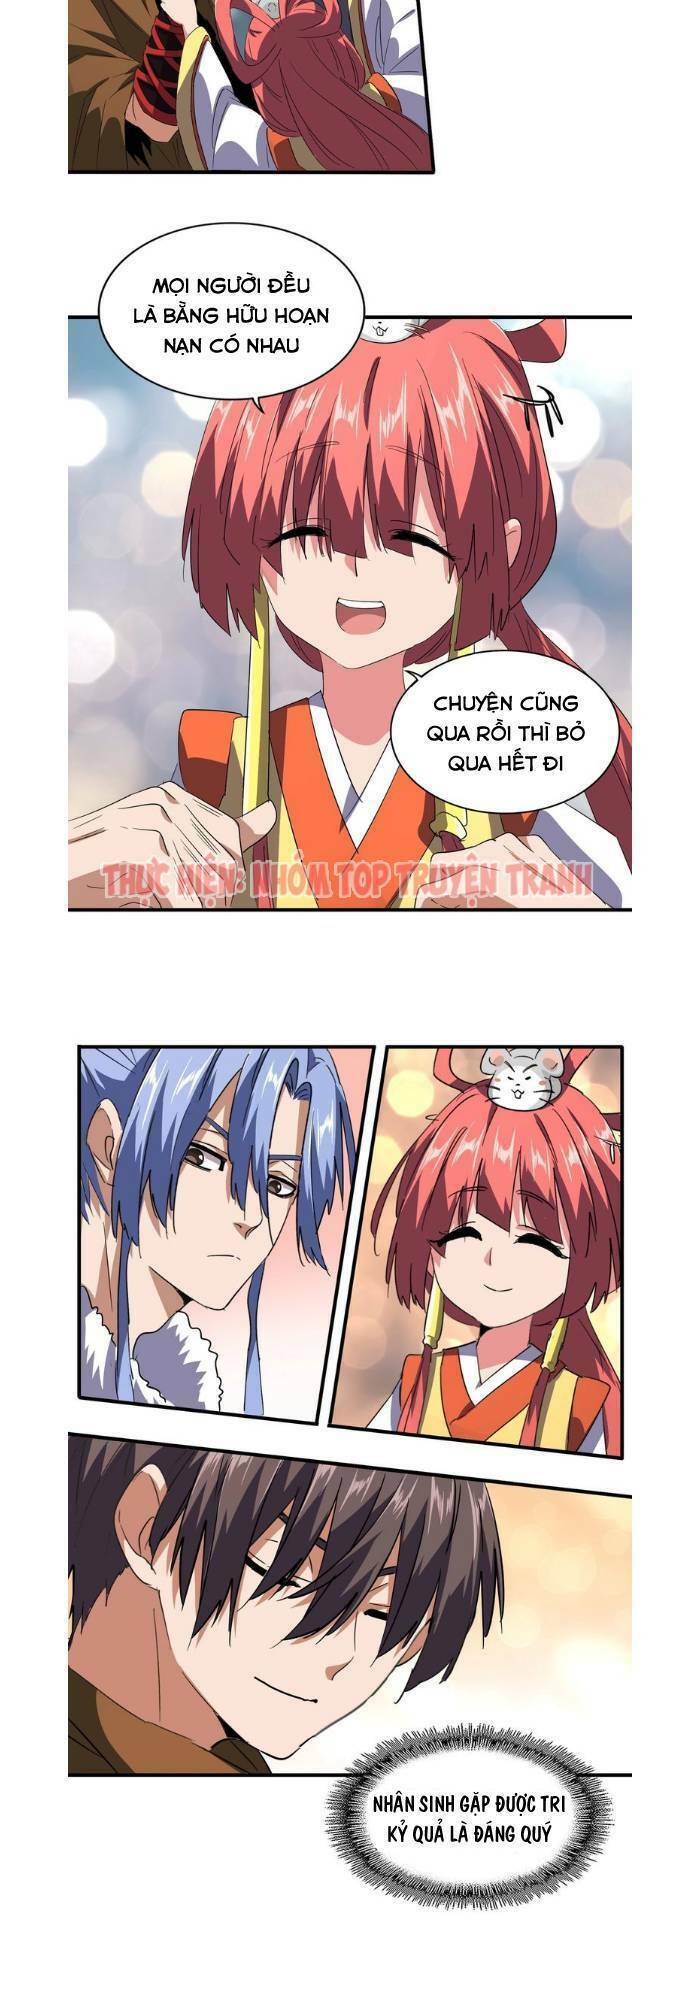 MỌI NGƯỜI ĐỀU
LÀ BẰNG HỮU HOẠN
NẠN CÓ NHAU
CHUYỆN CŨNG
QUA RỒI THÌ BỎ
QUA HẾT ĐI
THỰC HIỆN: NHÓM TOP TRUYỆN TRANH
NHÂN SINH GẶP ĐƯỢC TRI
KỶ QUẢ LÀ ĐÁNG QUÝ